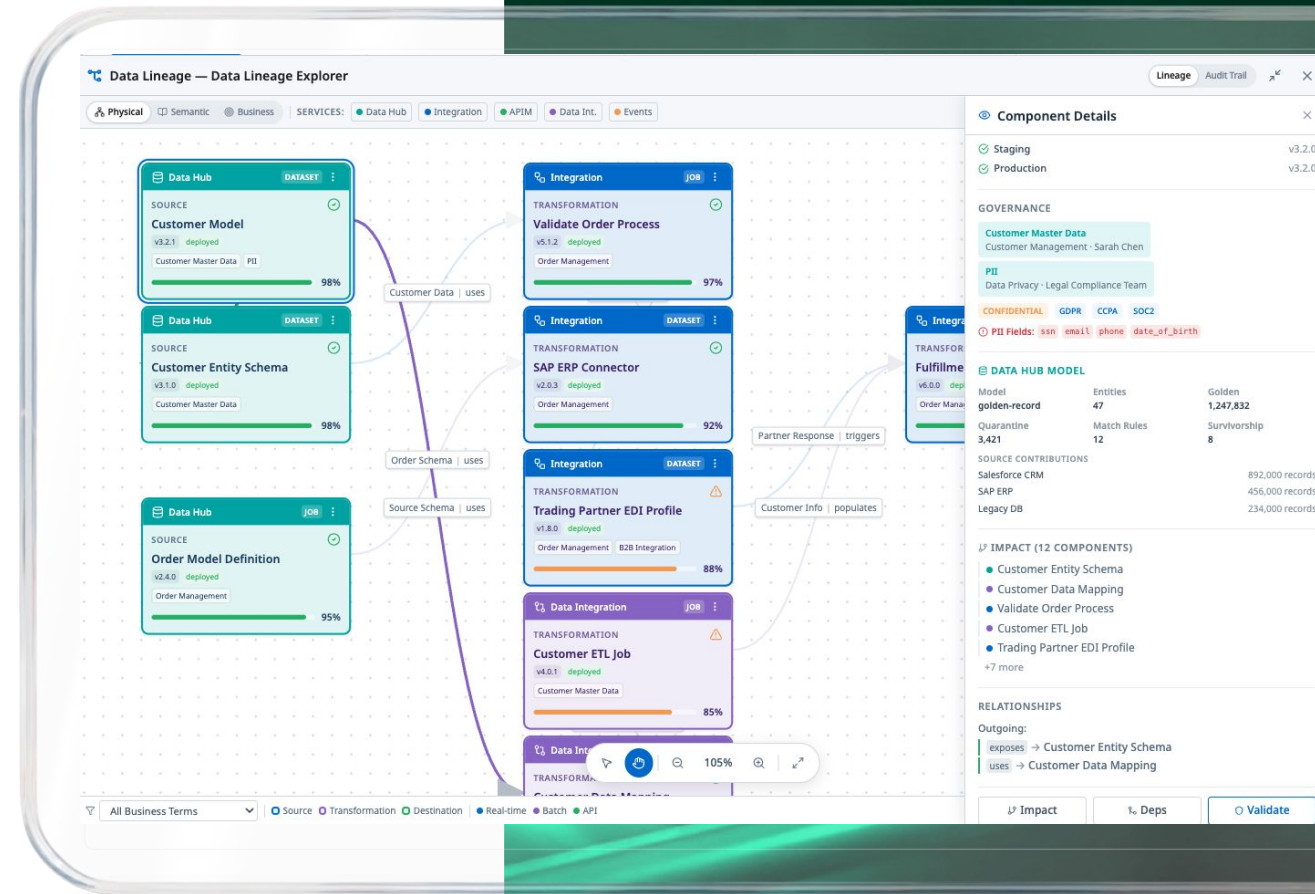 Data Lineage — Data Lineage Explorer
Lineage Audit Trail
Physical Semantic Business SERVICES: Data Hub Integration APIM Data Int. Events
Data Hub DATASET
SOURCE
Customer Model
v3.2.1 deployed
Customer Master Data PII
98%
Data Hub DATASET
SOURCE
Customer Entity Schema
v3.1.0 deployed
Customer Master Data
98%
Data Hub JOB
SOURCE
Order Model Definition
v2.4.0 deployed
Order Management
95%
Customer Data | uses
Order Schema | uses
Source Schema | uses
Integration JOB
TRANSFORMATION
Validate Order Process
v5.1.2 deployed
Order Management
97%
Integration DATASET
TRANSFORMATION
SAP ERP Connector
v2.0.3 deployed
Order Management
92%
Integration DATASET
TRANSFORMATION
Trading Partner EDI Profile
v1.8.0 deployed
Order Management B2B Integration
88%
Data Integration JOB
TRANSFORMATION
Customer ETL Job
v4.0.1 deployed
Customer Master Data
85%
Data Int
TRANSFORMA
105%
Partner Response | triggers
Customer Info | populates
Integra
TRANSFOR
Fulfillme
v6.0.0 dep
Order Mana
Component Details
Staging v3.2.0
Production v3.2.0
GOVERNANCE
Customer Master Data
Customer Management · Sarah Chen
PII
Data Privacy · Legal Compliance Team
CONFIDENTIAL GDPR CCPA SOC2
PII Fields: ssn email phone date_of_birth
DATA HUB MODEL
Model Entities Golden
golden-record 47 1,247,832
Quarantine Match Rules Survivorship
3,421 12 8
SOURCE CONTRIBUTIONS
Salesforce CRM 892,000 records
SAP ERP 456,000 records
Legacy DB 234,000 records
IMPACT (12 COMPONENTS)
Customer Entity Schema
Customer Data Mapping
Validate Order Process
Customer ETL Job
Trading Partner EDI Profile
+7 more
RELATIONSHIPS
Outgoing:
exposes → Customer Entity Schema
uses → Customer Data Mapping
Impact Deps Validate
All Business Terms Source Transformation Destination Real-time Batch API